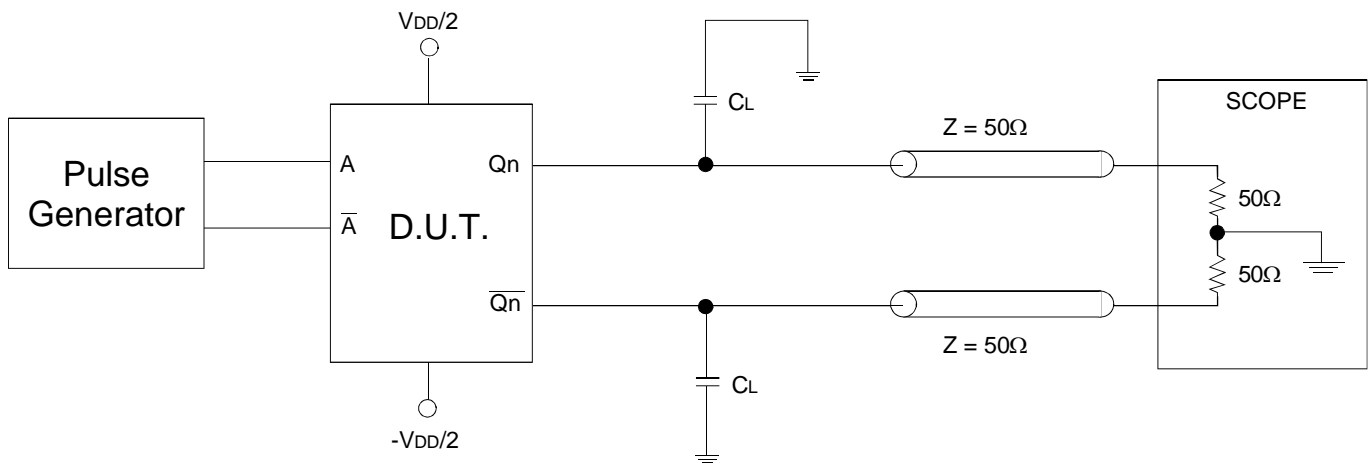 VDD/2
CL
SCOPE
Z = 50Ω
Pulse
Generator
A
Qn
50Ω
A̅
D.U.T.
50Ω
Q̅n̅
Z = 50Ω
CL
-VDD/2